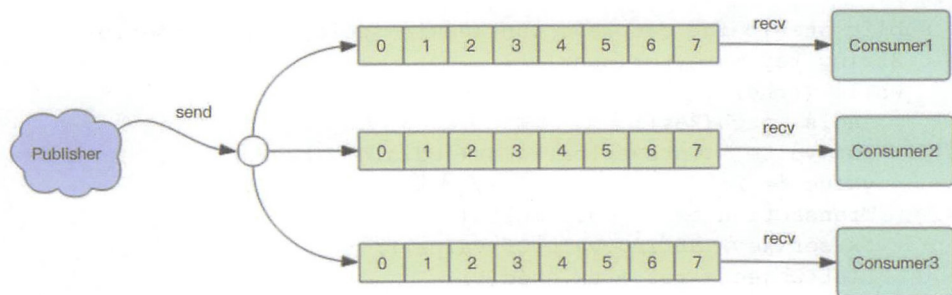 recv
0 1 2 3 4 5 6 7
Consumer1
send
Publisher
recv
0 1 2 3 4 5 6 7
Consumer2
recv
0 1 2 3 4 5 6 7
Consumer3